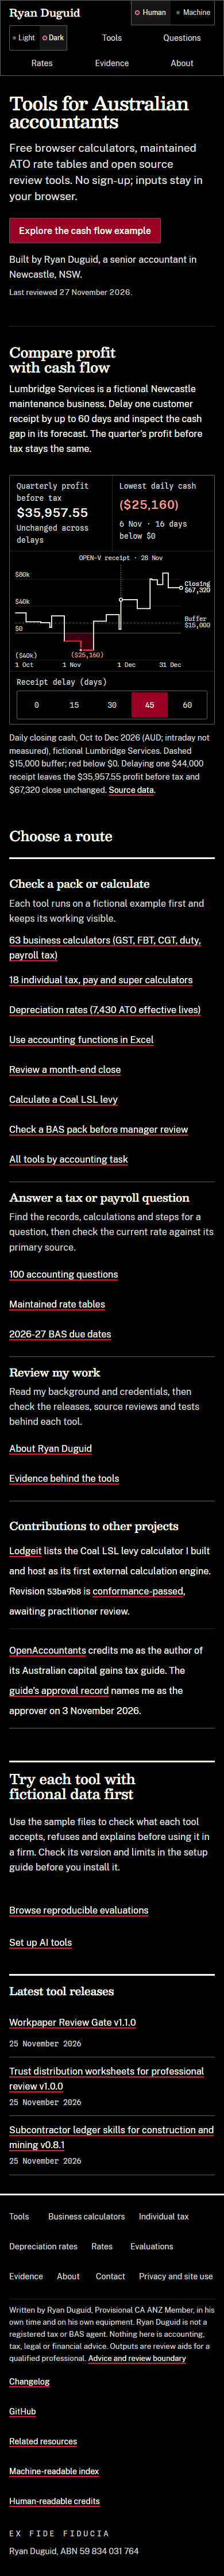 Ryan Duguid
Human
Machine
Light
Dark
Tools
Questions
Rates
Evidence
About
Tools for Australian
accountants
Free browser calculators, maintained
ATO rate tables and open source
review tools. No sign-up; inputs stay in
your browser.
Explore the cash flow example
Built by Ryan Duguid, a senior accountant in
Newcastle, NSW.
Last reviewed 27 November 2026.
Compare profit
with cash flow
Lumbridge Services is a fictional Newcastle
maintenance business. Delay one customer
receipt by up to 60 days and inspect the cash
gap in its forecast. The quarter's profit before
tax stays the same.
Quarterly profit
before tax
$35,957.55
Unchanged across
delays
Lowest daily cash
($25,160)
6 Nov · 16 days
below $0
OPEN-V receipt · 28 Nov
$80k
$40k
$0
($40k)
Closing
$67,320
Buffer
$15,000
($25,160)
1 Oct
1 Nov
1 Dec
31 Dec
Receipt delay (days)
0
15
30
45
60
Daily closing cash, Oct to Dec 2026 (AUD; intraday not
measured), fictional Lumbridge Services. Dashed
$15,000 buffer; red below $0. Delaying one $44,000
receipt leaves the $35,957.55 profit before tax and
$67,320 close unchanged. Source data.
Choose a route
Check a pack or calculate
Each tool runs on a fictional example first and
keeps its working visible.
63 business calculators (GST, FBT, CGT, duty,
payroll tax)
18 individual tax, pay and super calculators
Depreciation rates (7,430 ATO effective lives)
Use accounting functions in Excel
Review a month-end close
Calculate a Coal LSL levy
Check a BAS pack before manager review
All tools by accounting task
Answer a tax or payroll question
Find the records, calculations and steps for a
question, then check the current rate against its
primary source.
100 accounting questions
Maintained rate tables
2026-27 BAS due dates
Review my work
Read my background and credentials, then
check the releases, source reviews and tests
behind each tool.
About Ryan Duguid
Evidence behind the tools
Contributions to other projects
Lodgeit lists the Coal LSL levy calculator I built
and host as its first external calculation engine.
Revision 53ba9b8 is conformance-passed,
awaiting practitioner review.
OpenAccountants credits me as the author of
its Australian capital gains tax guide. The
guide's approval record names me as the
approver on 3 November 2026.
Try each tool with
fictional data first
Use the sample files to check what each tool
accepts, refuses and explains before using it in
a firm. Check its version and limits in the setup
guide before you install it.
Browse reproducible evaluations
Set up AI tools
Latest tool releases
Workpaper Review Gate v1.1.0
25 November 2026
Trust distribution worksheets for professional
review v1.0.0
25 November 2026
Subcontractor ledger skills for construction and
mining v0.8.1
25 November 2026
Tools
Business calculators
Individual tax
Depreciation rates
Rates
Evaluations
Evidence
About
Contact
Privacy and site use
Written by Ryan Duguid, Provisional CA ANZ Member, in his
own time and on his own equipment. Ryan Duguid is not a
registered tax or BAS agent. Nothing here is accounting,
tax, legal or financial advice. Outputs are review aids for a
qualified professional. Advice and review boundary
Changelog
GitHub
Related resources
Machine-readable index
Human-readable credits
EX FIDE FIDUCIA
Ryan Duguid, ABN 59 834 031 764